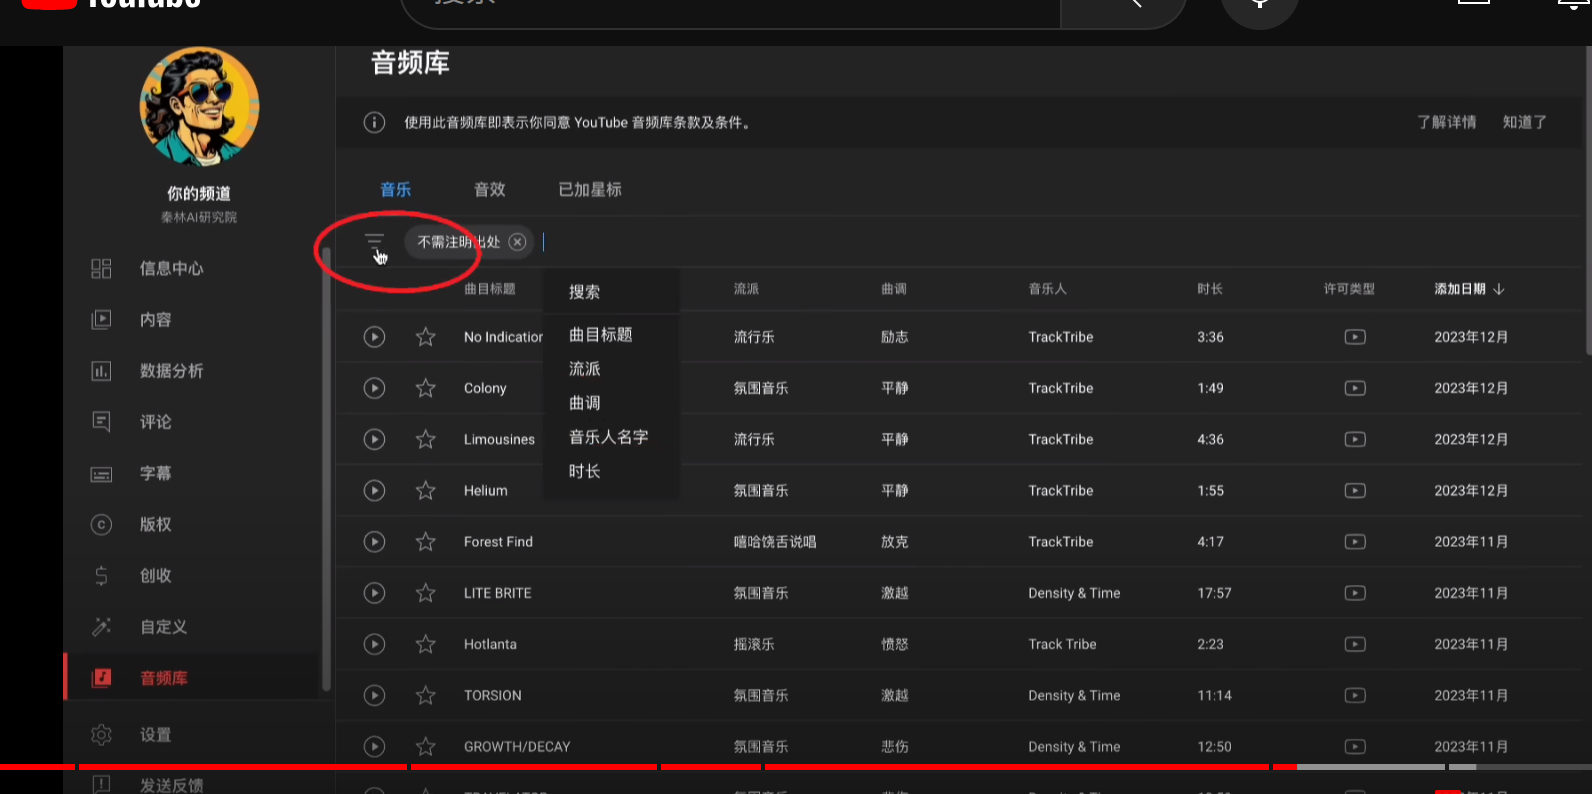 YouTube
搜索
音频库
使用此音频库即表示你同意 YouTube 音频库条款及条件。
了解详情
知道了
你的频道
秦林AI研究院
音乐
音效
已加星标
不需注明出处
信息中心
内容
数据分析
评论
字幕
版权
创收
自定义
音频库
设置
发送反馈
搜索
曲目标题
流派
曲调
音乐人名字
时长
曲目标题 流派 曲调 音乐人 时长 许可类型 添加日期
No Indication 流行乐 励志 TrackTribe 3:36 2023年12月
Colony 氛围音乐 平静 TrackTribe 1:49 2023年12月
Limousines 流行乐 平静 TrackTribe 4:36 2023年12月
Helium 氛围音乐 平静 TrackTribe 1:55 2023年12月
Forest Find 嘻哈饶舌说唱 放克 TrackTribe 4:17 2023年11月
LITE BRITE 氛围音乐 激越 Density & Time 17:57 2023年11月
Hotlanta 摇滚乐 愤怒 Track Tribe 2:23 2023年11月
TORSION 氛围音乐 激越 Density & Time 11:14 2023年11月
GROWTH/DECAY 氛围音乐 悲伤 Density & Time 12:50 2023年11月